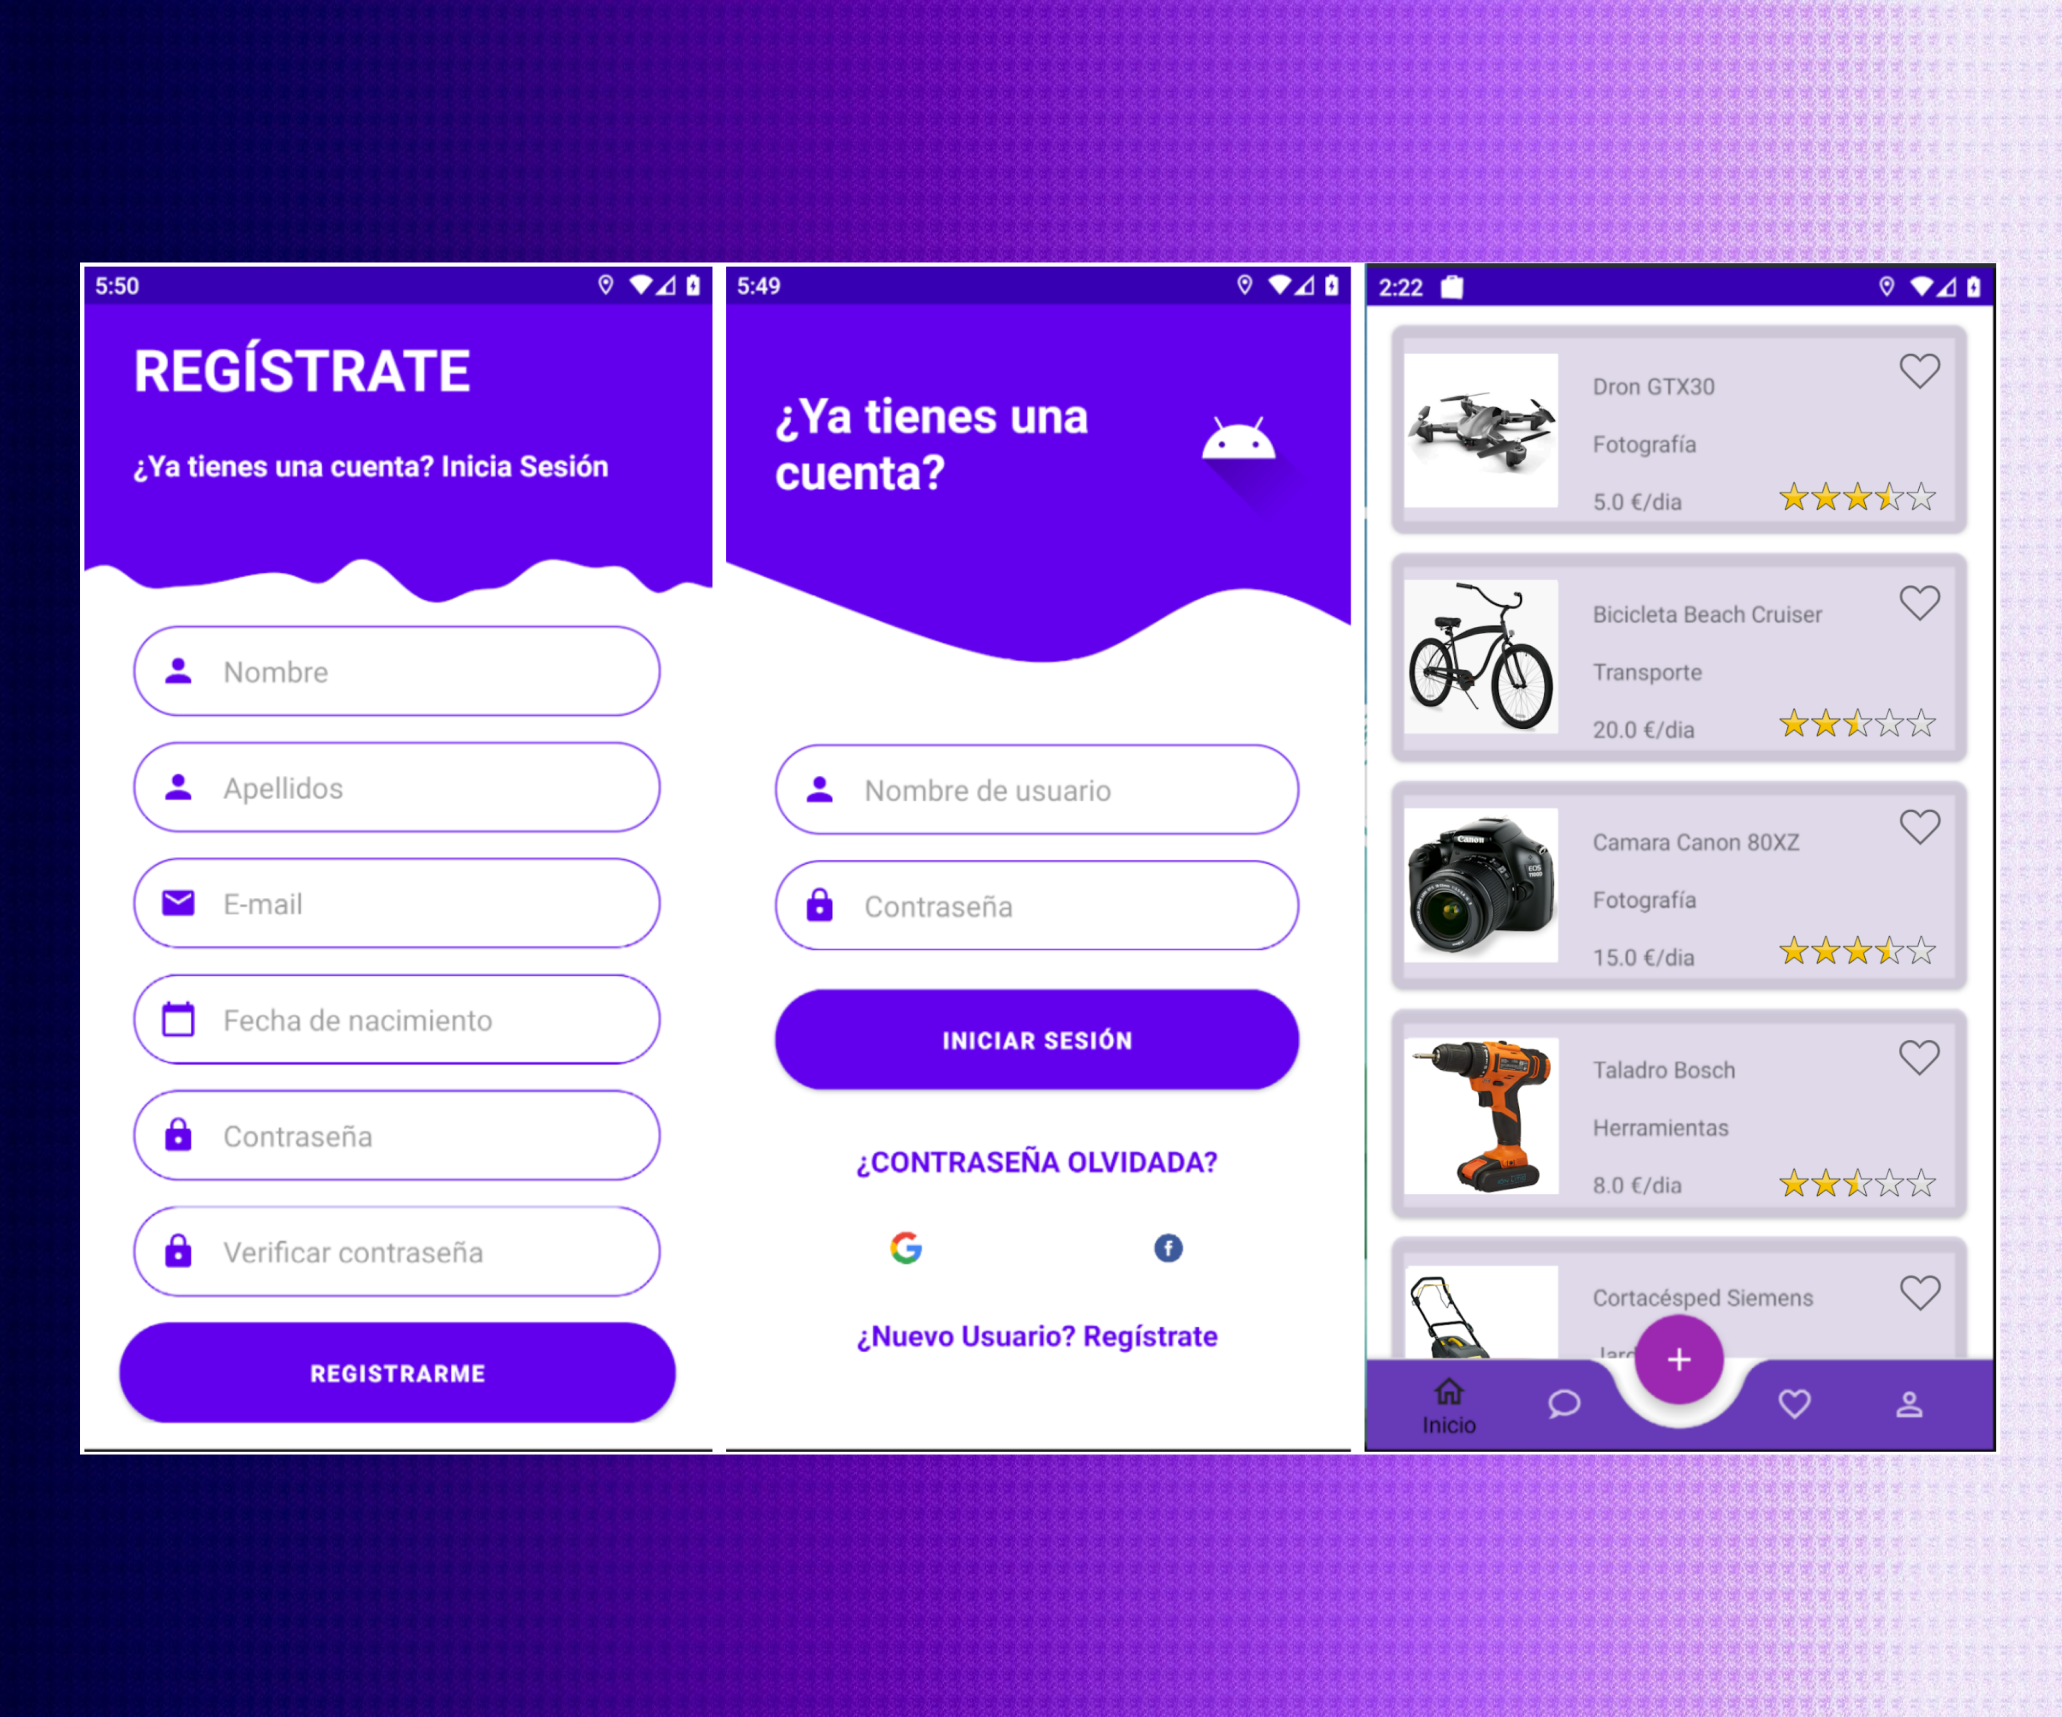 5:50
REGÍSTRATE
¿Ya tienes una cuenta? Inicia Sesión
Nombre
Apellidos
E-mail
Fecha de nacimiento
Contraseña
Verificar contraseña
REGISTRARME
5:49
¿Ya tienes una
cuenta?
Nombre de usuario
Contraseña
INICIAR SESIÓN
¿CONTRASEÑA OLVIDADA?
¿Nuevo Usuario? Regístrate
2:22
Dron GTX30
Fotografía
5.0 €/dia
Bicicleta Beach Cruiser
Transporte
20.0 €/dia
Canon
EOS
Camara Canon 80XZ
Fotografía
15.0 €/dia
Taladro Bosch
Herramientas
8.0 €/dia
Cortacésped Siemens
Inicio